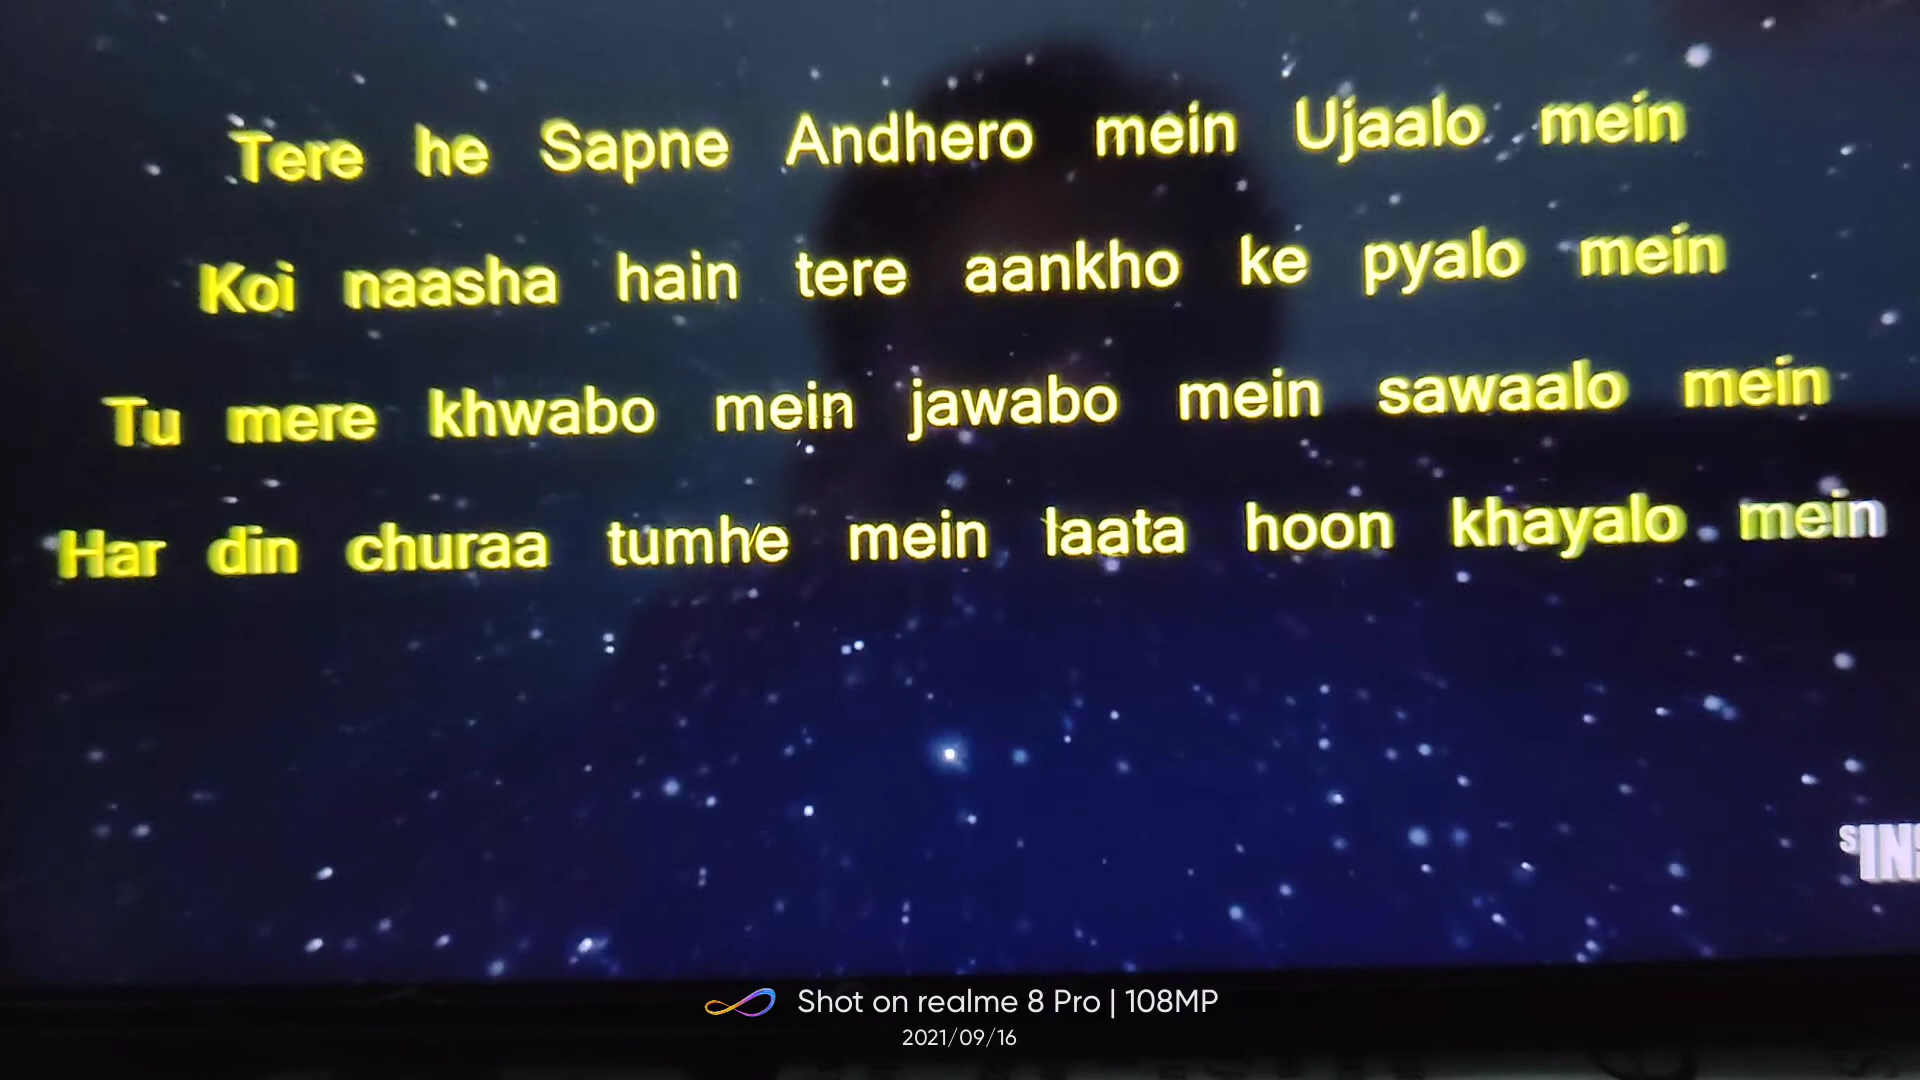 Tere he Sapne Andhero mein Ujaalo mein
Koi naasha hain tere aankho ke pyalo mein
Tu mere khwabo mein jawabo mein sawaalo mein
Har din churaa tumhe mein laata hoon khayalo mein
Shot on realme 8 Pro | 108MP
2021/09/16